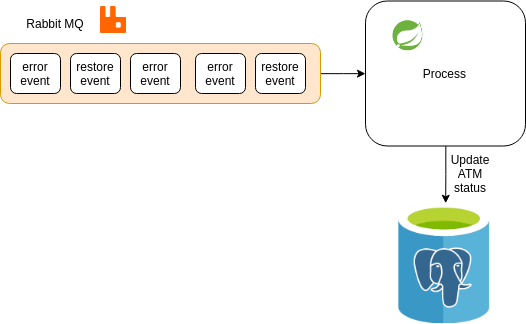 Rabbit MQ
error
event
restore
event
error
event
error
event
restore
event
Process
Update
ATM
status